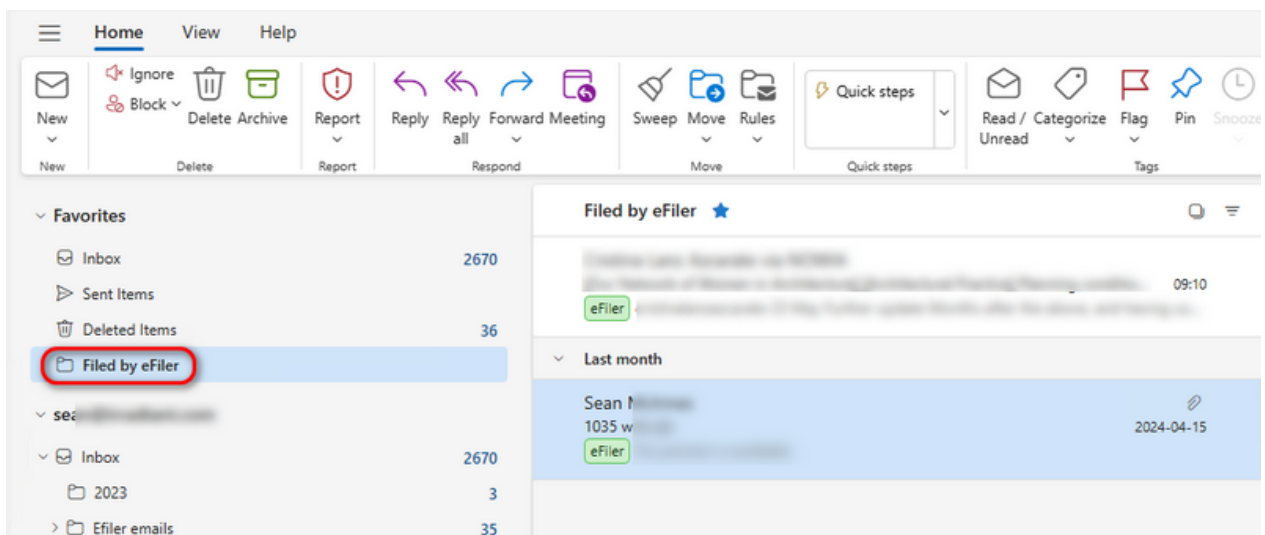 Home View Help
Ignore
Block
New
Delete Archive
Report
Reply Reply all Forward Meeting
Sweep Move Rules
Quick steps
Read / Unread Categorize Flag Pin Snooze
New Delete Report Respond Move Quick steps Tags
Favorites
Inbox 2670
Sent Items
Deleted Items 36
Filed by eFiler
sea
Inbox 2670
2023 3
Efiler emails 35
Filed by eFiler
09:10
eFiler
Last month
Sean
1035 w
2024-04-15
eFiler